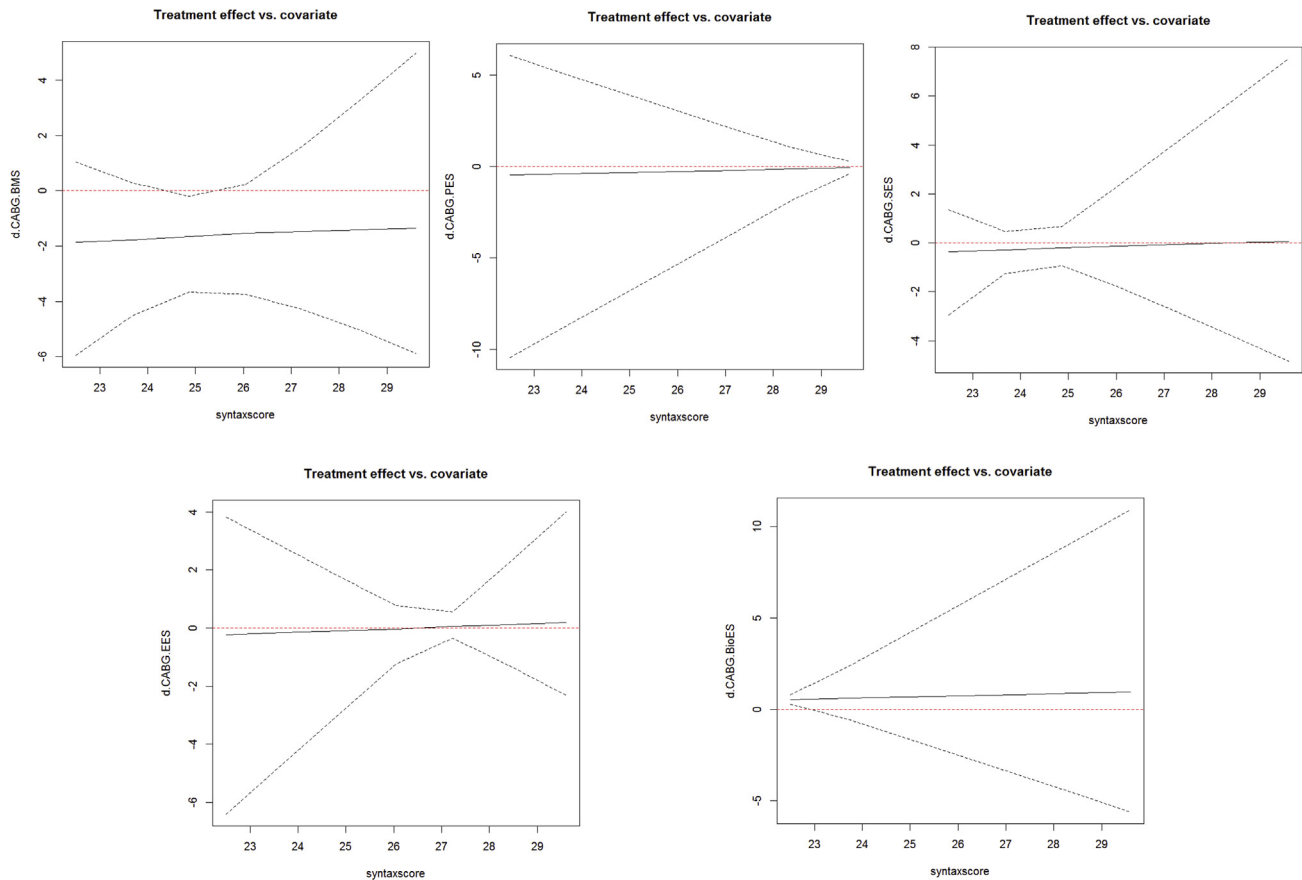 Treatment effect vs. covariate
d.CABG.BMS
4
2
0
-2
-4
-6
23 24 25 26 27 28 29
syntaxscore
Treatment effect vs. covariate
d.CABG.PES
5
0
-5
-10
23 24 25 26 27 28 29
syntaxscore
Treatment effect vs. covariate
d.CABG.SES
8
6
4
2
0
-2
-4
23 24 25 26 27 28 29
syntaxscore
Treatment effect vs. covariate
d.CABG.EES
4
2
0
-2
-4
-6
23 24 25 26 27 28 29
syntaxscore
Treatment effect vs. covariate
d.CABG.BioES
10
5
0
-5
23 24 25 26 27 28 29
syntaxscore